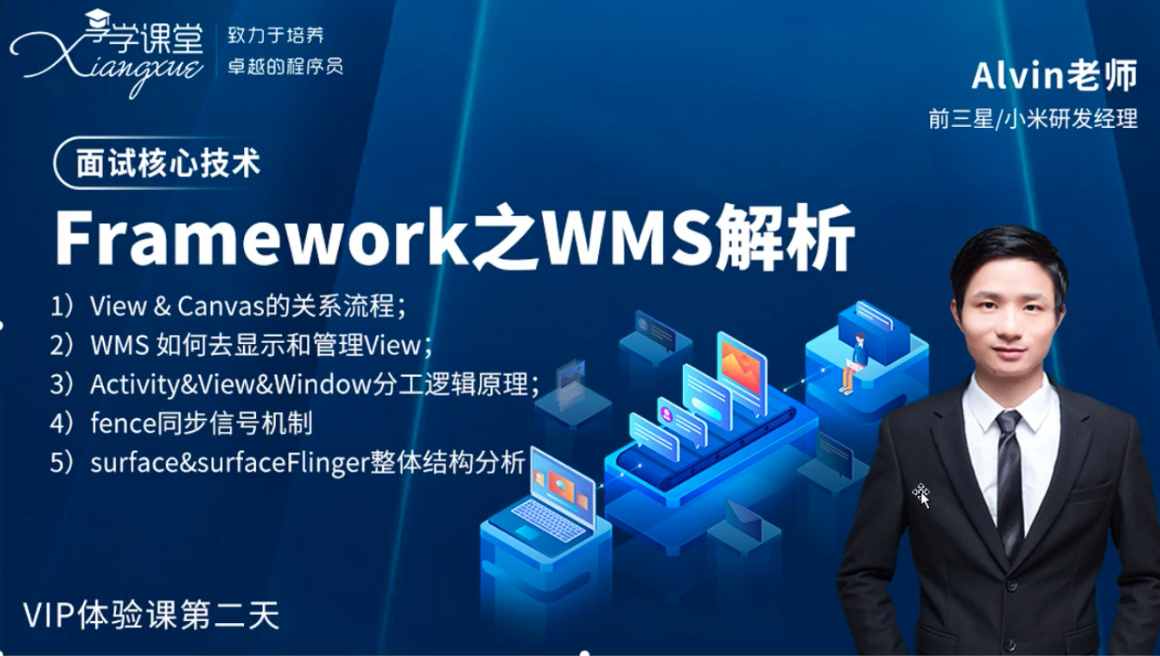 享学课堂
Xiangxue
致力于培养
卓越的程序员
Alvin老师
前三星/小米研发经理
面试核心技术
Framework之WMS解析
1）View & Canvas的关系流程；
2）WMS 如何去显示和管理View；
3）Activity&View&Window分工逻辑原理；
4）fence同步信号机制
5）surface&surfaceFlinger整体结构分析
VIP体验课第二天